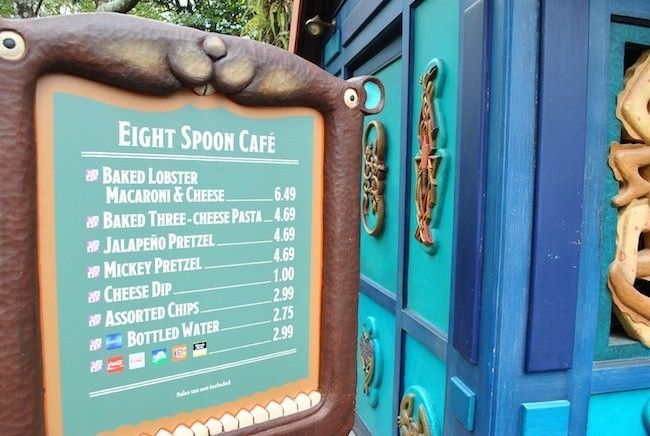 EIGHT SPOON CAFÉ
BAKED LOBSTER
MACARONI & CHEESE 6.49
BAKED THREE-CHEESE PASTA 4.69
JALAPEÑO PRETZEL 4.69
MICKEY PRETZEL 4.69
CHEESE DIP 1.00
ASSORTED CHIPS 2.99
BOTTLED WATER 2.75
2.99
Sales tax not included